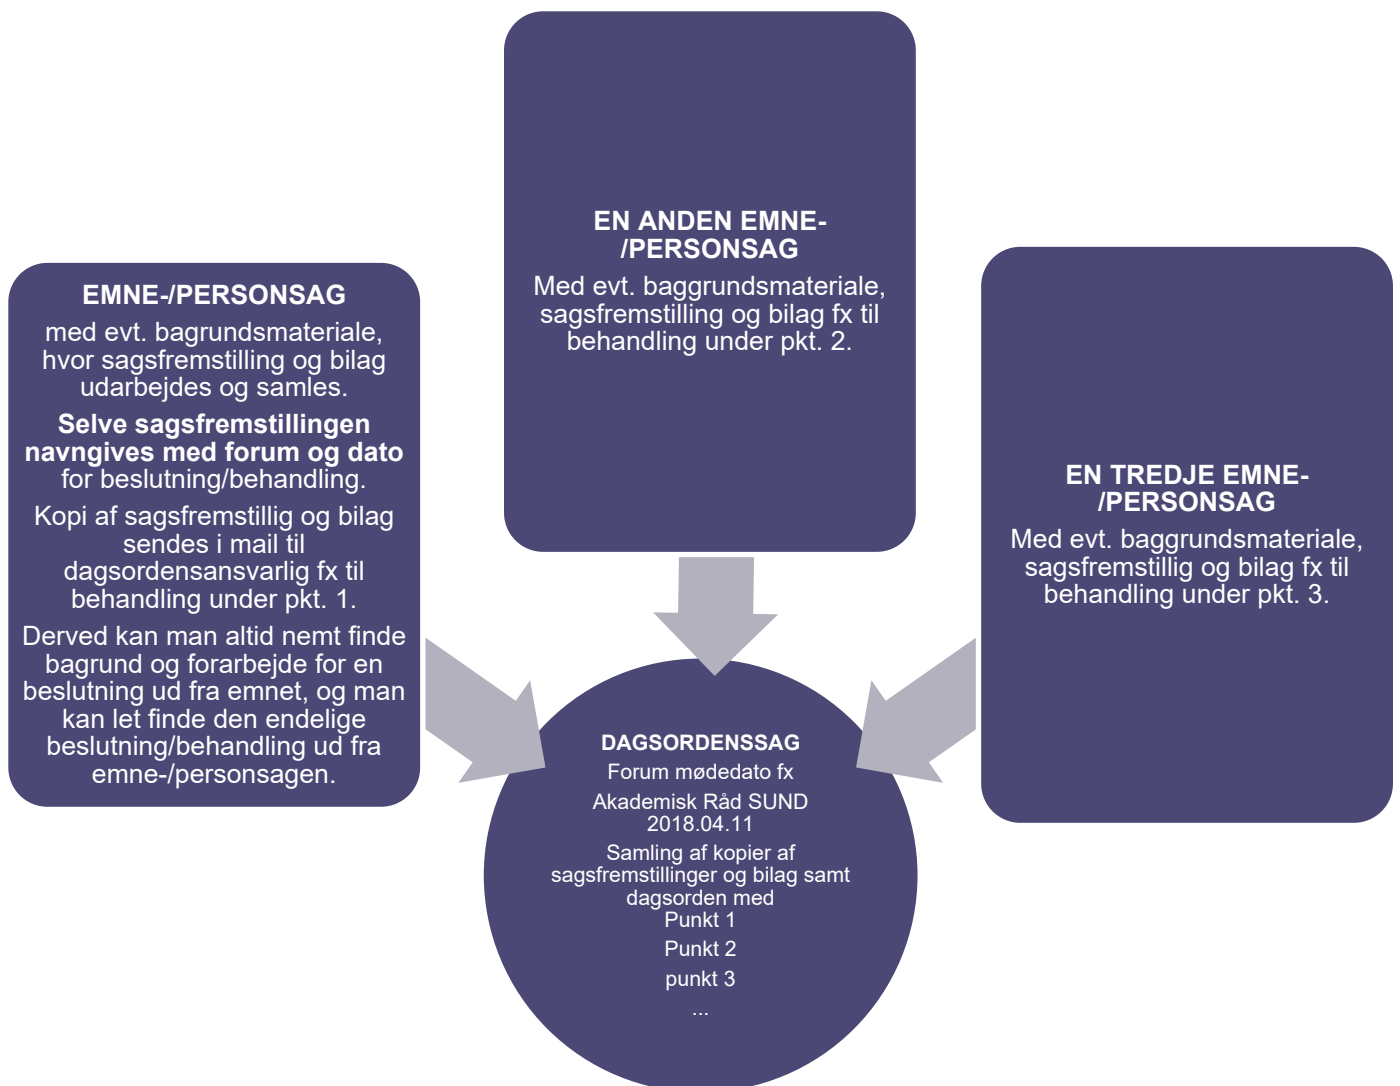 EMNE-/PERSONSAG
med evt. bagrundsmateriale,
hvor sagsfremstilling og bilag
udarbejdes og samles.
Selve sagsfremstillingen
navngives med forum og dato
for beslutning/behandling.
Kopi af sagsfremstillig og bilag
sendes i mail til
dagsordensansvarlig fx til
behandling under pkt. 1.
Derved kan man altid nemt finde
bagrund og forarbejde for en
beslutning ud fra emnet, og man
kan let finde den endelige
beslutning/behandling ud fra
emne-/personsagen.
EN ANDEN EMNE-
/PERSONSAG
Med evt. baggrundsmateriale,
sagsfremstilling og bilag fx til
behandling under pkt. 2.
EN TREDJE EMNE-
/PERSONSAG
Med evt. baggrundsmateriale,
sagsfremstillig og bilag fx til
behandling under pkt. 3.
DAGSORDENSSAG
Forum mødedato fx
Akademisk Råd SUND
2018.04.11
Samling af kopier af
sagsfremstillinger og bilag samt
dagsorden med
Punkt 1
Punkt 2
punkt 3
...